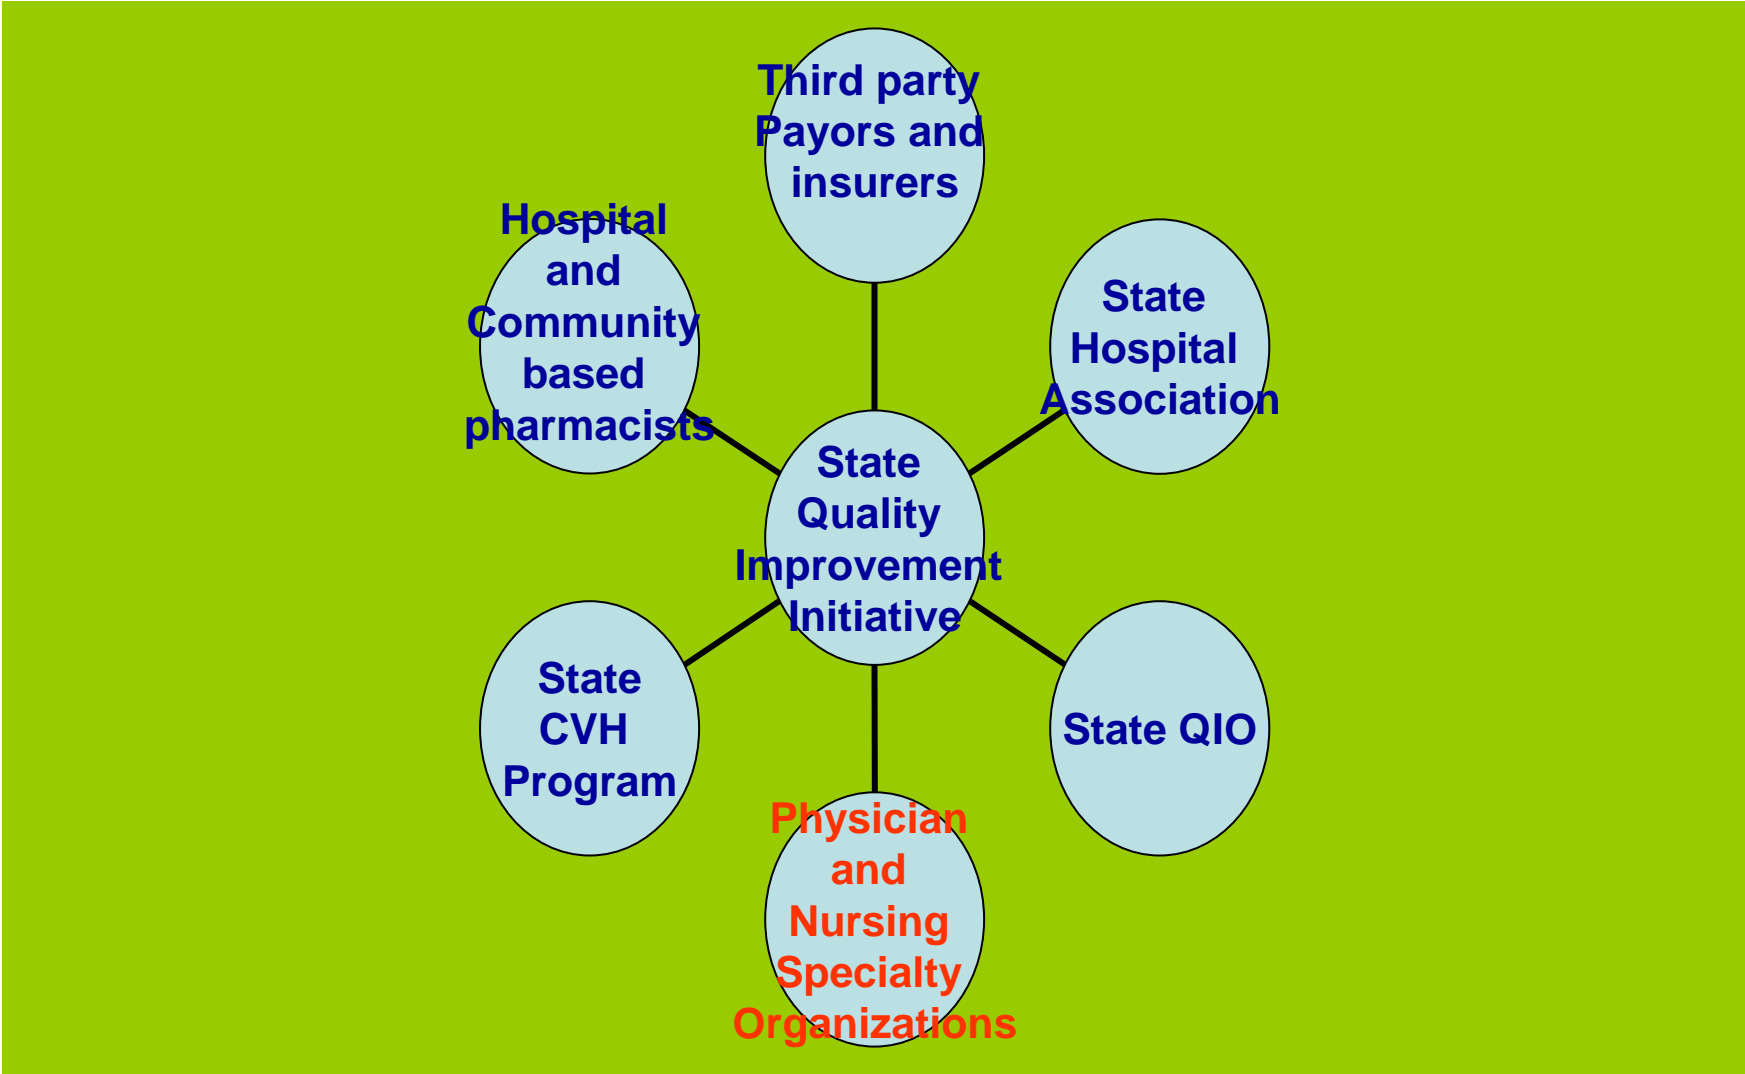 Third party
Payors and
insurers
Hospital
and
Community
based
pharmacists
State
Hospital
Association
State
Quality
Improvement
Initiative
State
CVH
Program
State QIO
Physician
and
Nursing
Specialty
Organizations